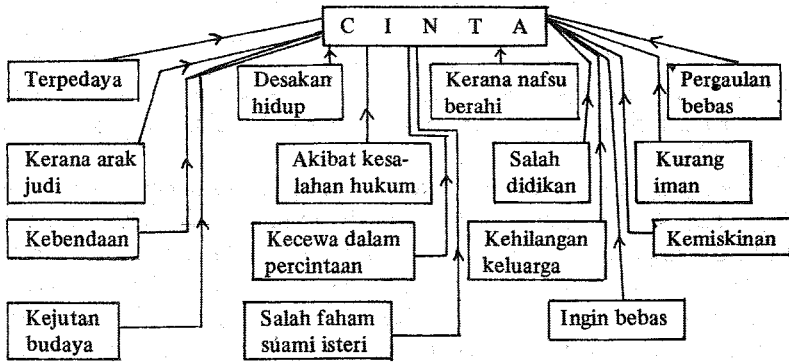 C I N T A
Terpedaya
Desakan
hidup
Kerana nafsu
berahi
Pergaulan
bebas
Kerana arak
judi
Akibat kesa-
lahan hukum
Salah
didikan
Kurang
iman
Kebendaan
Kecewa dalam
percintaan
Kehilangan
keluarga
Kemiskinan
Kejutan
budaya
Salah faham
suami isteri
Ingin bebas